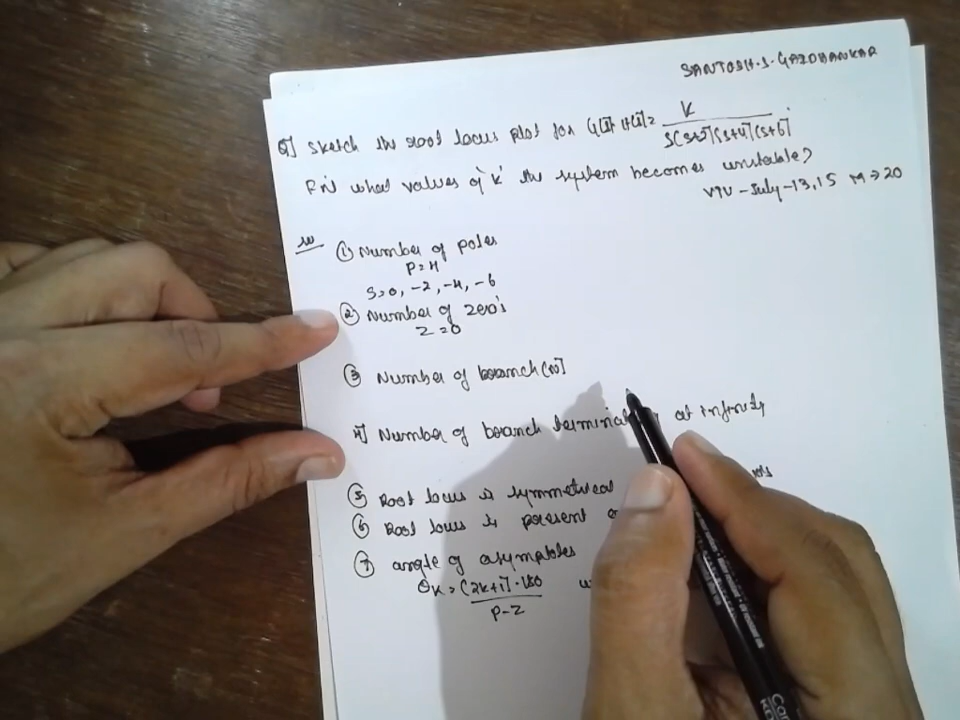 SANTOSH.S.GAIDHANKAR
Q] Sketch the Root locus plot for G(s) H(s) = K
s(s+2)(s+4)(s+6)
Fin what values of 'K' the system becomes unstable?
VTU - July - 13, 15 M → 20
① Number of poles
P = 4
s = 0, -2, -4, -6
② Number of zero's
Z = 0
③ Number of branch (N)
4] Number of branch at infinity
⑤ Root locus is symmetrical
⑥ Root locus is present
⑦ angle of asymptotes
θK = (2K+1) · 180
P - Z